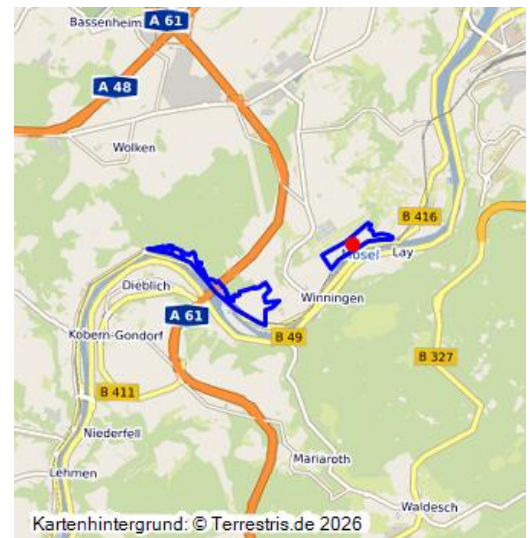 Bassenheim
A 61
A 48
Wolken
B 416
Mosel
Lay
Dieblich
Winningen
A 61
B 49
Kobern-Gondorf
B 327
B 411
Niederfell
Mariaroth
Lehmen
Waldesch
Kartenhintergrund: © Terrestris.de 2026